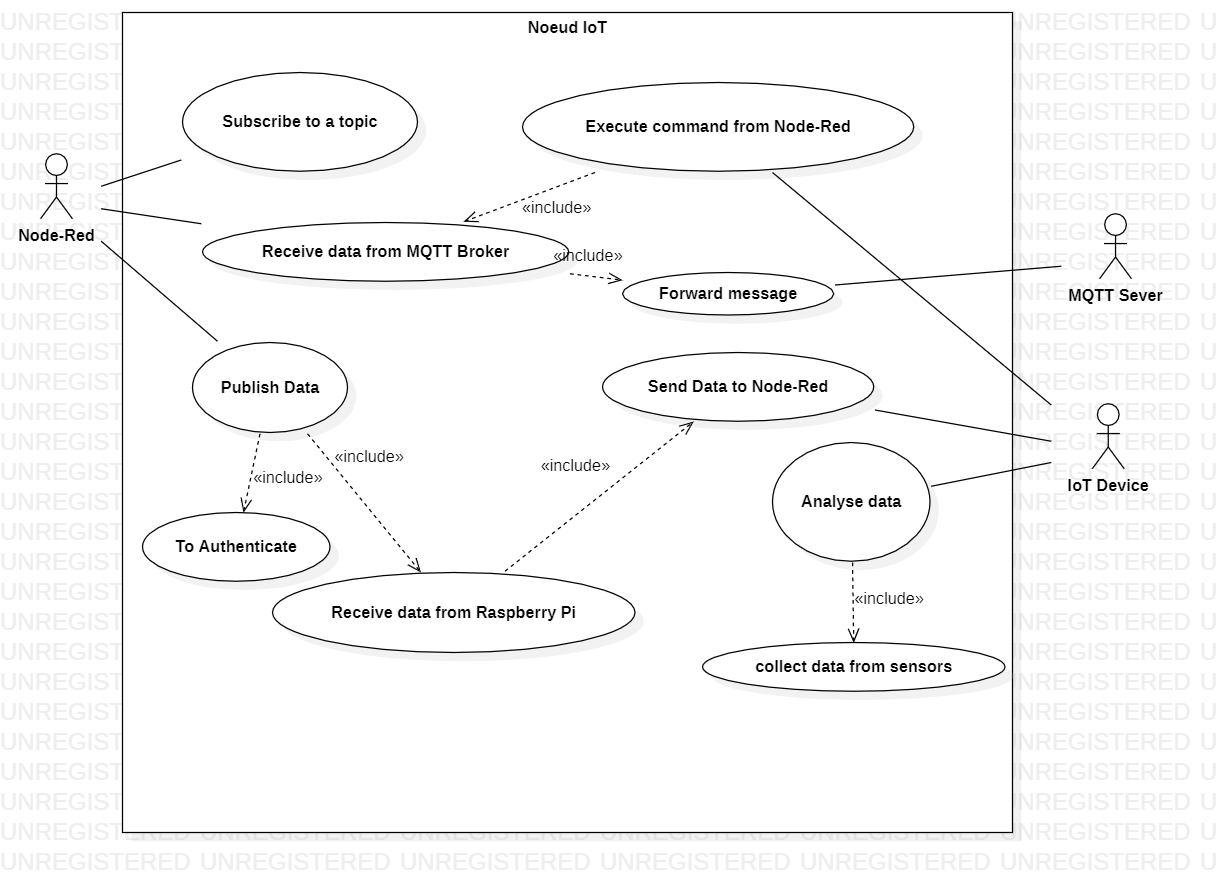 Noeud IoT
Subscribe to a topic
Execute command from Node-Red
Node-Red
«include»
Receive data from MQTT Broker
«include»
Forward message
MQTT Sever
Publish Data
Send Data to Node-Red
«include»
«include»
«include»
Analyse data
IoT Device
To Authenticate
Receive data from Raspberry Pi
«include»
collect data from sensors
UNREGISTERED UNREGISTERED UNREGISTERED UNREGISTERED UNREGISTERED UNREGISTERED U